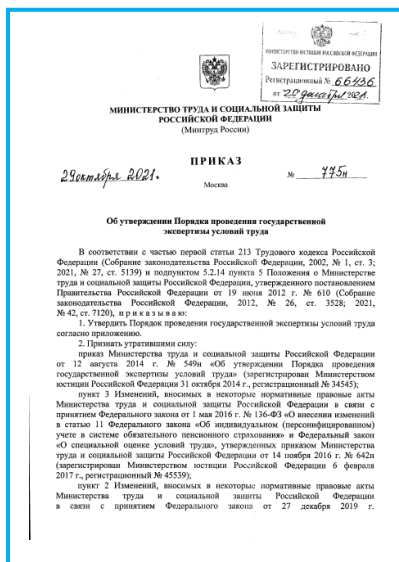 МИНИСТЕРСТВО ЮСТИЦИИ РОССИЙСКОЙ ФЕДЕРАЦИИ
ЗАРЕГИСТРИРОВАНО
Регистрационный № 66436
от 20 декабря 2021.
МИНИСТЕРСТВО ТРУДА И СОЦИАЛЬНОЙ ЗАЩИТЫ
РОССИЙСКОЙ ФЕДЕРАЦИИ
(Минтруд России)
ПРИКАЗ
29 октября 2021. № 775н
Москва
Об утверждении Порядка проведения государственной
экспертизы условий труда
В соответствии с частью первой статьи 213 Трудового кодекса Российской
Федерации (Собрание законодательства Российской Федерации, 2002, № 1, ст. 3;
2021, № 27, ст. 5139) и подпунктом 5.2.14 пункта 5 Положения о Министерстве
труда и социальной защиты Российской Федерации, утвержденного постановлением
Правительства Российской Федерации от 19 июня 2012 г. № 610 (Собрание
законодательства Российской Федерации, 2012, № 26, ст. 3528; 2021,
№ 42, ст. 7120), п р и к а з ы в а ю:
1. Утвердить Порядок проведения государственной экспертизы условий труда
согласно приложению.
2. Признать утратившими силу:
приказ Министерства труда и социальной защиты Российской Федерации
от 12 августа 2014 г. № 549н «Об утверждении Порядка проведения
государственной экспертизы условий труда» (зарегистрирован Министерством
юстиции Российской Федерации 31 октября 2014 г., регистрационный № 34545);
пункт 3 Изменений, вносимых в некоторые нормативные правовые акты
Министерства труда и социальной защиты Российской Федерации в связи с
принятием Федерального закона от 1 мая 2016 г. № 136-ФЗ «О внесении изменений
в статью 11 Федерального закона «Об индивидуальном (персонифицированном)
учете в системе обязательного пенсионного страхования» и Федеральный закон
«О специальной оценке условий труда», утвержденных приказом Министерства
труда и социальной защиты Российской Федерации от 14 ноября 2016 г. № 642н
(зарегистрирован Министерством юстиции Российской Федерации 6 февраля
2017 г., регистрационный № 45539);
пункт 2 Изменений, вносимых в некоторые нормативные правовые акты
Министерства труда и социальной защиты Российской Федерации
в связи с принятием Федерального закона от 27 декабря 2019 г.